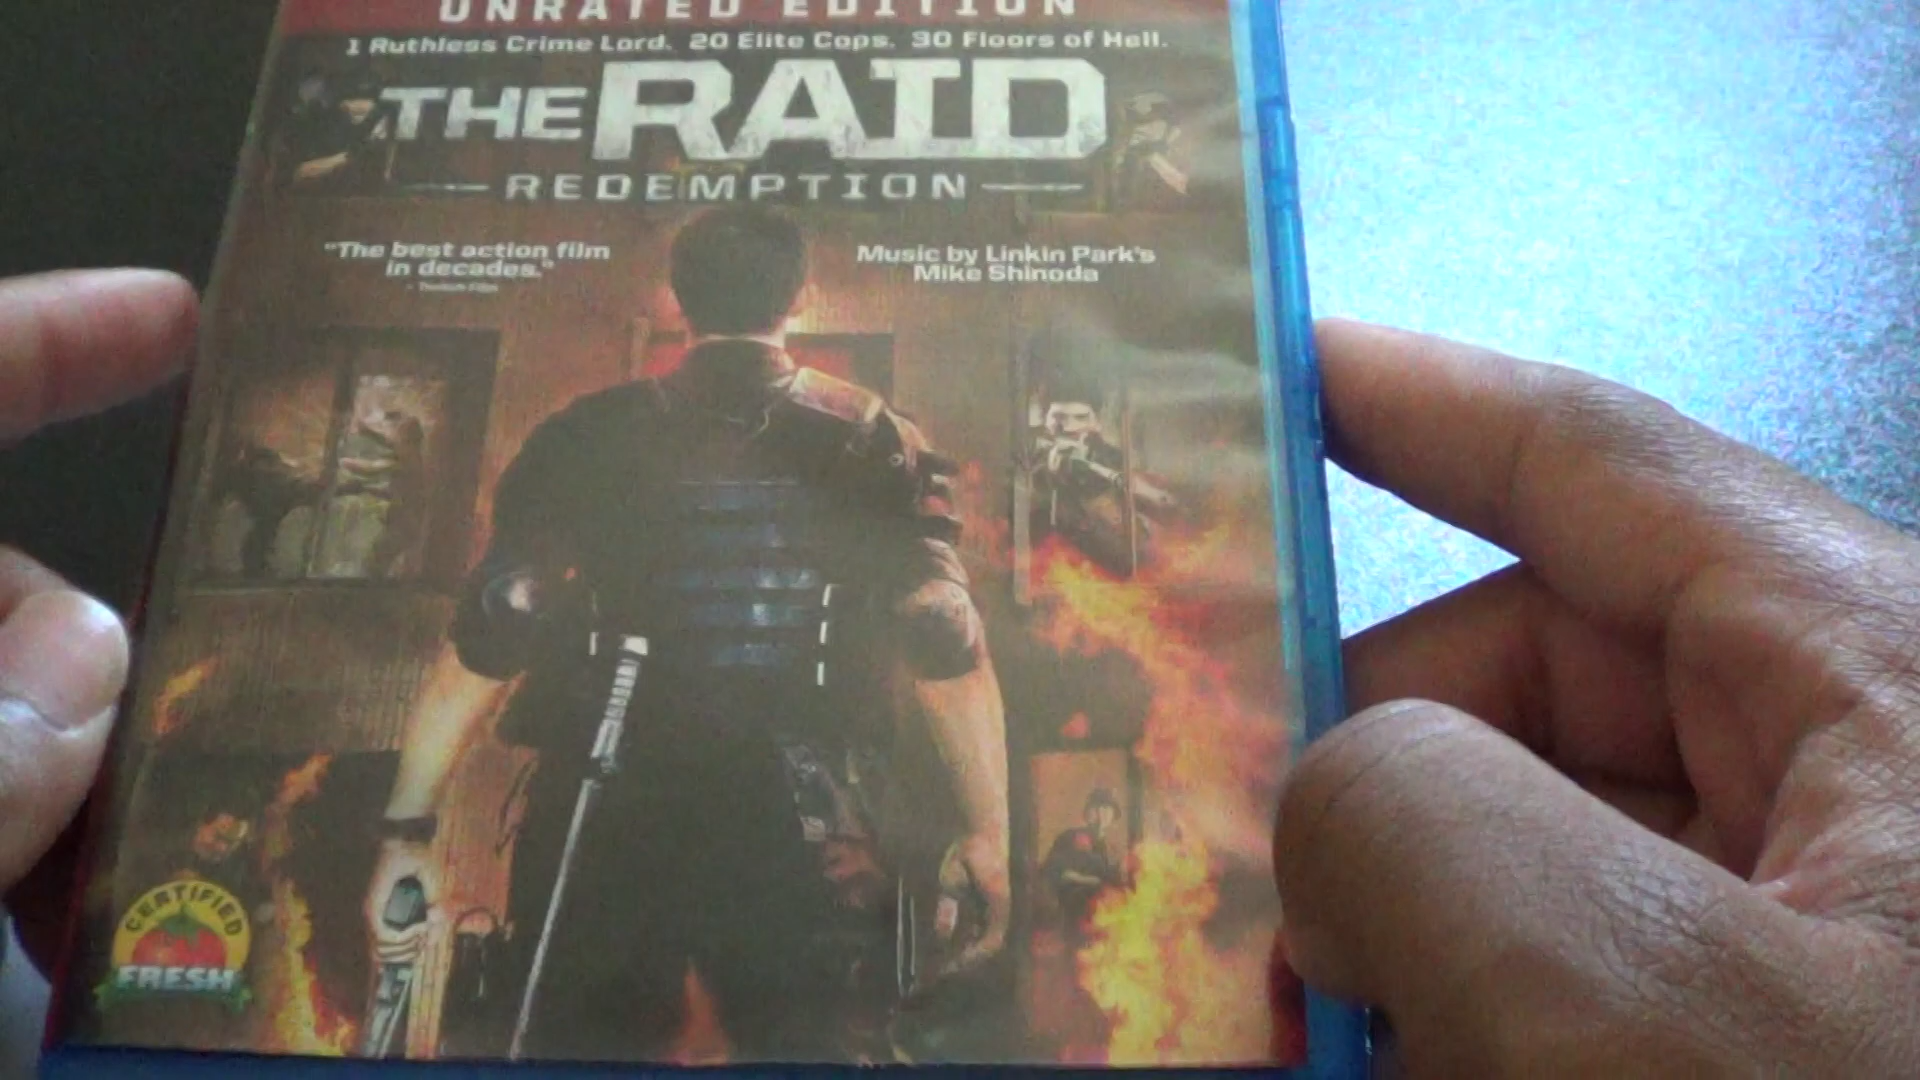 UNRATED EDITION
1 Ruthless Crime Lord. 20 Elite Cops. 30 Floors of Hell.
THE RAID
REDEMPTION
"The best action film
in decades."
Music by Linkin Park's
Mike Shinoda
CERTIFIED
FRESH